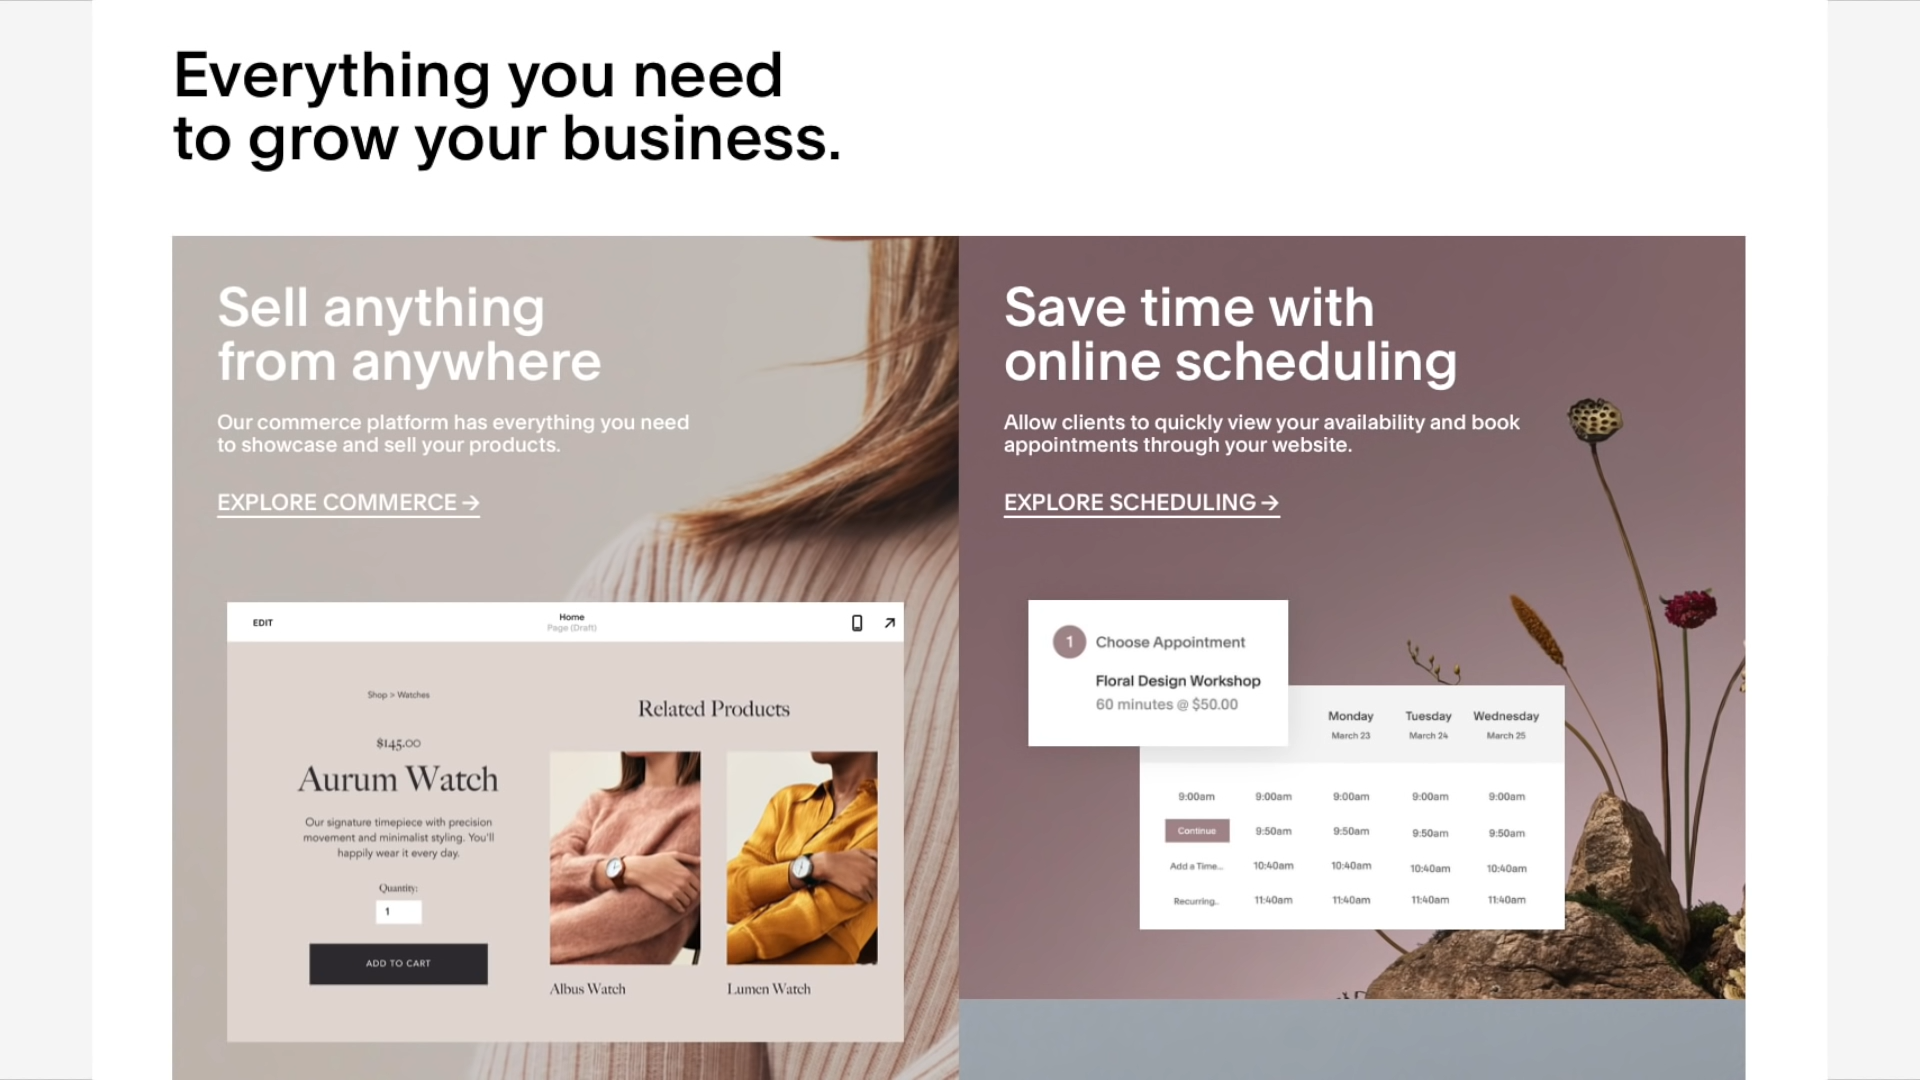 Everything you need
to grow your business.
Sell anything
from anywhere
Our commerce platform has everything you need
to showcase and sell your products.
EXPLORE COMMERCE →
EDIT
Home
Page (Draft)
Shop > Watches
$145.00
Aurum Watch
Our signature timepiece with precision
movement and minimalist styling. You'll
happily wear it every day.
Quantity:
1
ADD TO CART
Related Products
Albus Watch
Lumen Watch
Save time with
online scheduling
Allow clients to quickly view your availability and book
appointments through your website.
EXPLORE SCHEDULING →
1 Choose Appointment
Floral Design Workshop
60 minutes @ $50.00
Monday Tuesday Wednesday
March 23 March 24 March 25
9:00am 9:00am 9:00am 9:00am 9:00am
Continue 9:50am 9:50am 9:50am 9:50am
Add a Time... 10:40am 10:40am 10:40am 10:40am
Recurring.. 11:40am 11:40am 11:40am 11:40am